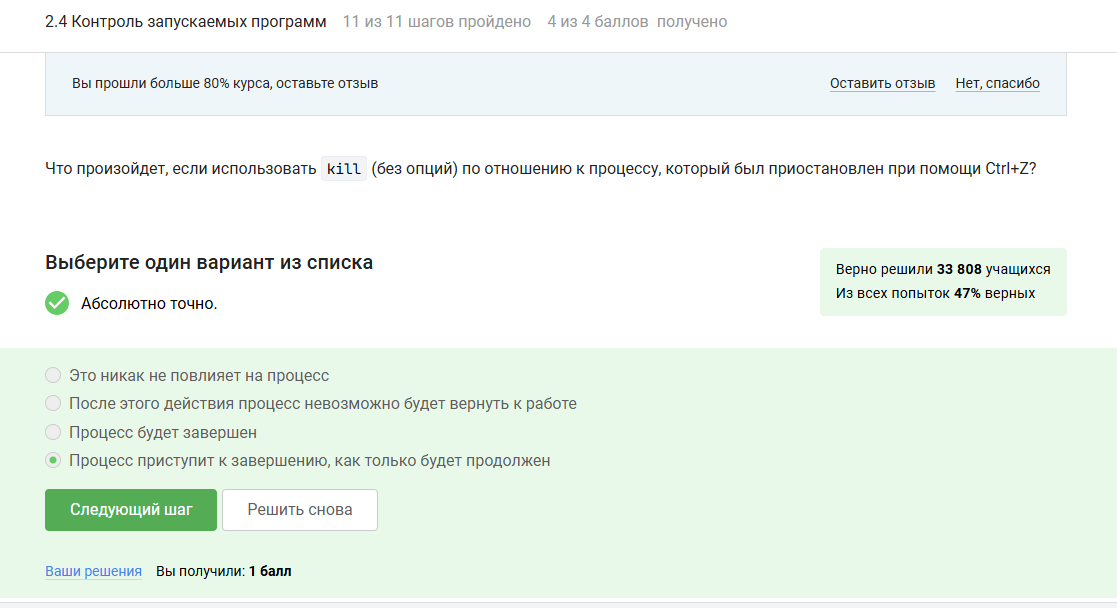 2.4 Контроль запускаемых программ 11 из 11 шагов пройдено 4 из 4 баллов получено
Вы прошли больше 80% курса, оставьте отзыв Оставить отзыв Нет, спасибо
Что произойдет, если использовать kill (без опций) по отношению к процессу, который был приостановлен при помощи Ctrl+Z?
Выберите один вариант из списка
Абсолютно точно.
Верно решили 33 808 учащихся
Из всех попыток 47% верных
Это никак не повлияет на процесс
После этого действия процесс невозможно будет вернуть к работе
Процесс будет завершен
Процесс приступит к завершению, как только будет продолжен
Следующий шаг Решить снова
Ваши решения Вы получили: 1 балл